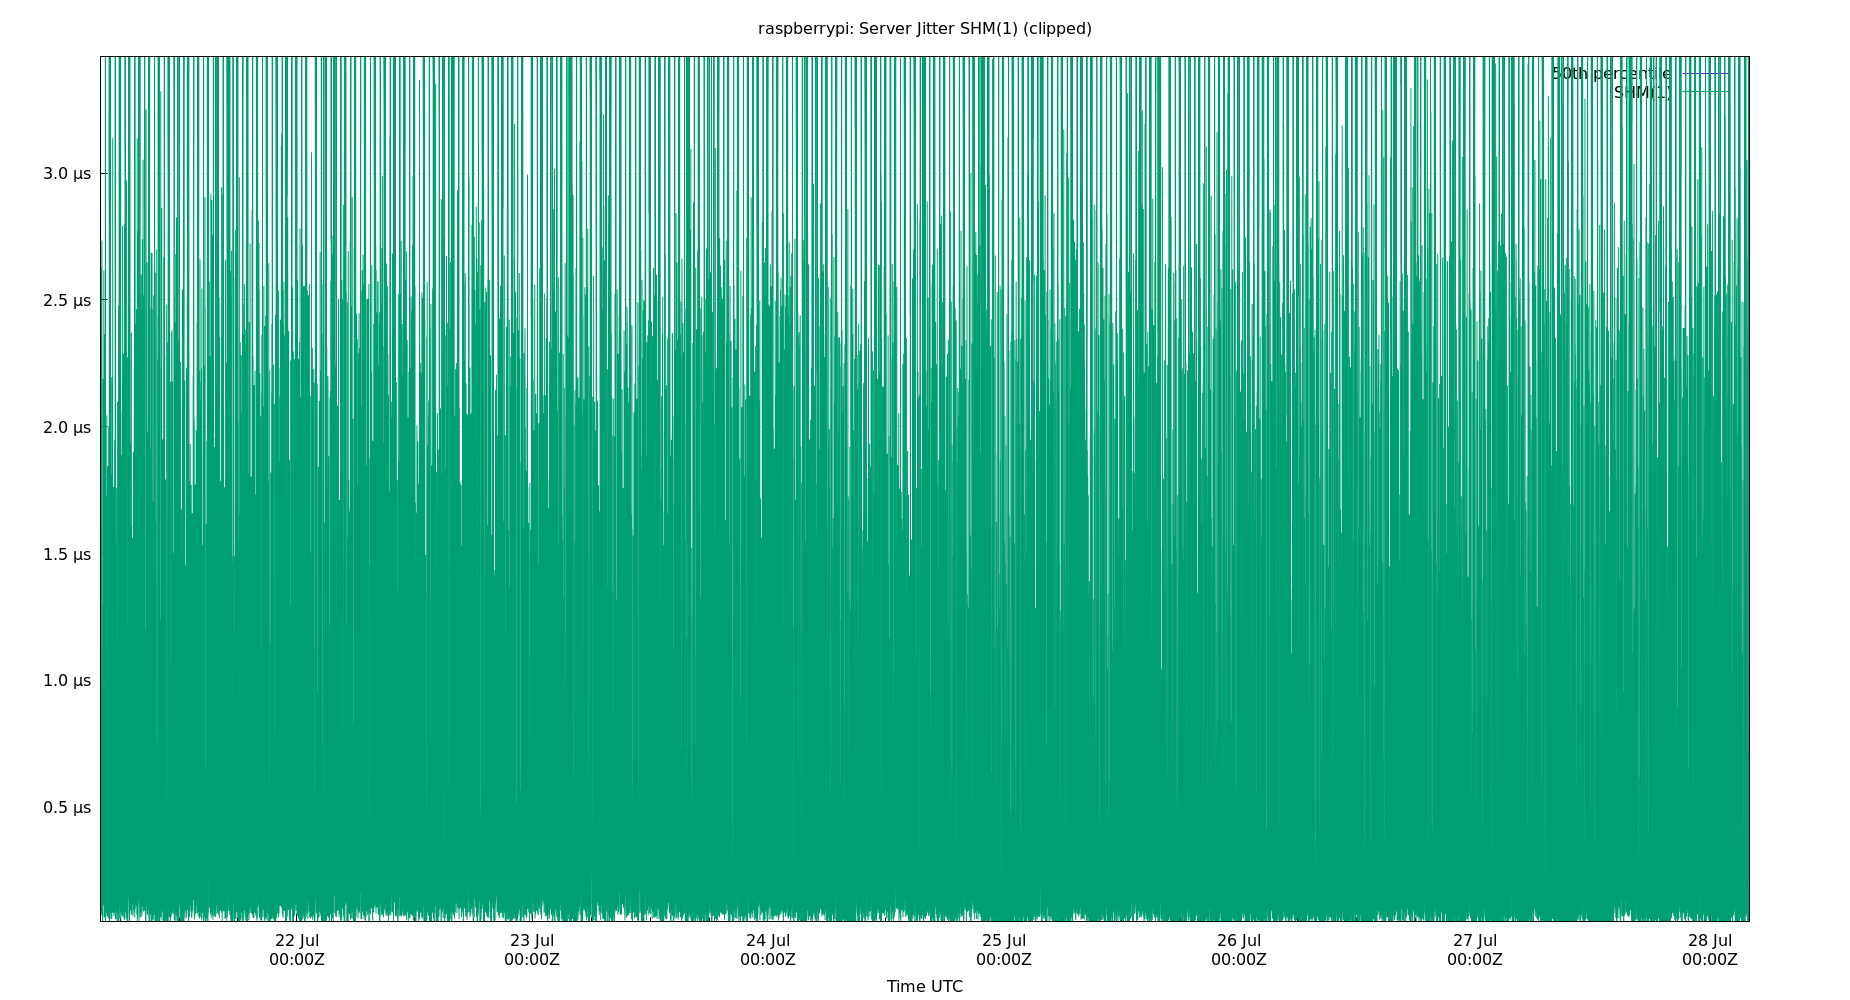 raspberrypi: Server Jitter SHM(1) (clipped)
50th percentile
SHM(1)
3.0 µs
2.5 µs
2.0 µs
1.5 µs
1.0 µs
0.5 µs
22 Jul 23 Jul 24 Jul 25 Jul 26 Jul 27 Jul 28 Jul
00:00Z 00:00Z 00:00Z 00:00Z 00:00Z 00:00Z 00:00Z
Time UTC